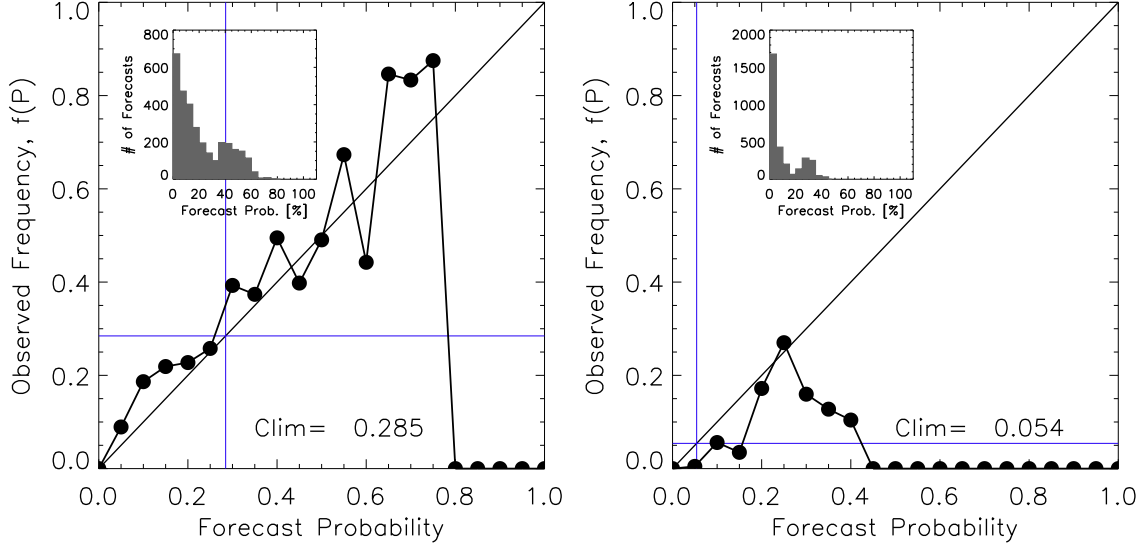 1.0
0.8
0.6
0.4
0.2
0.0
Observed Frequency, f(P)
0.0 0.2 0.4 0.6 0.8 1.0
Forecast Probability
Clim= 0.285
800
600
400
200
0
# of Forecasts
0 20 40 60 80 100
Forecast Prob. [%]
1.0
0.8
0.6
0.4
0.2
0.0
Observed Frequency, f(P)
0.0 0.2 0.4 0.6 0.8 1.0
Forecast Probability
Clim= 0.054
2000
1500
1000
500
0
# of Forecasts
0 20 40 60 80 100
Forecast Prob. [%]